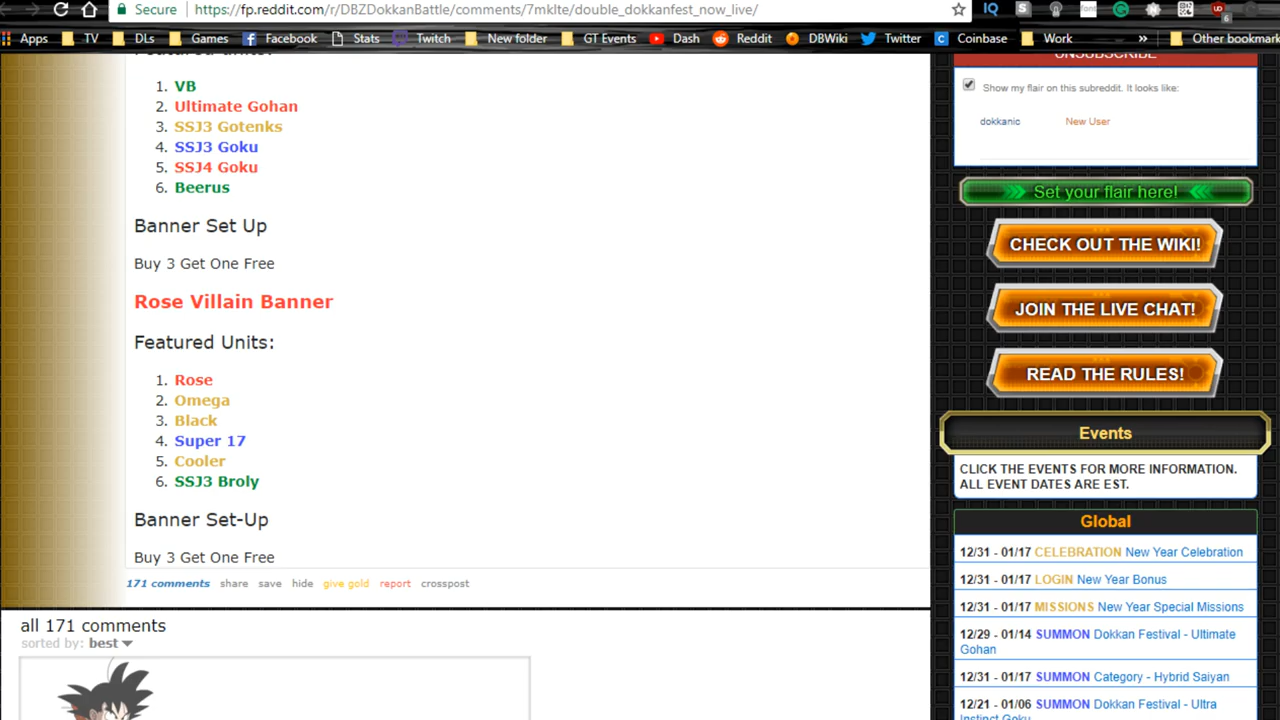 Secure https://fp.reddit.com/r/DBZDokkanBattle/comments/7mklte/double_dokkanfest_now_live/
Apps TV DLs Games Facebook Stats Twitch New folder GT Events Dash Reddit DBWiki Twitter Coinbase Work » Other bookmark
Featured Units:
1. VB
2. Ultimate Gohan
3. SSJ3 Gotenks
4. SSJ3 Goku
5. SSJ4 Goku
6. Beerus
Banner Set Up
Buy 3 Get One Free
Rose Villain Banner
Featured Units:
1. Rose
2. Omega
3. Black
4. Super 17
5. Cooler
6. SSJ3 Broly
Banner Set-Up
Buy 3 Get One Free
171 comments share save hide give gold report crosspost
all 171 comments
sorted by: best
UNSUBSCRIBE
Show my flair on this subreddit. It looks like:
dokkanic New User
Set your flair here!
CHECK OUT THE WIKI!
JOIN THE LIVE CHAT!
READ THE RULES!
Events
CLICK THE EVENTS FOR MORE INFORMATION.
ALL EVENT DATES ARE EST.
Global
12/31 - 01/17 CELEBRATION New Year Celebration
12/31 - 01/17 LOGIN New Year Bonus
12/31 - 01/17 MISSIONS New Year Special Missions
12/29 - 01/14 SUMMON Dokkan Festival - Ultimate
Gohan
12/31 - 01/17 SUMMON Category - Hybrid Saiyan
12/21 - 01/06 SUMMON Dokkan Festival - Ultra
Instinct Goku